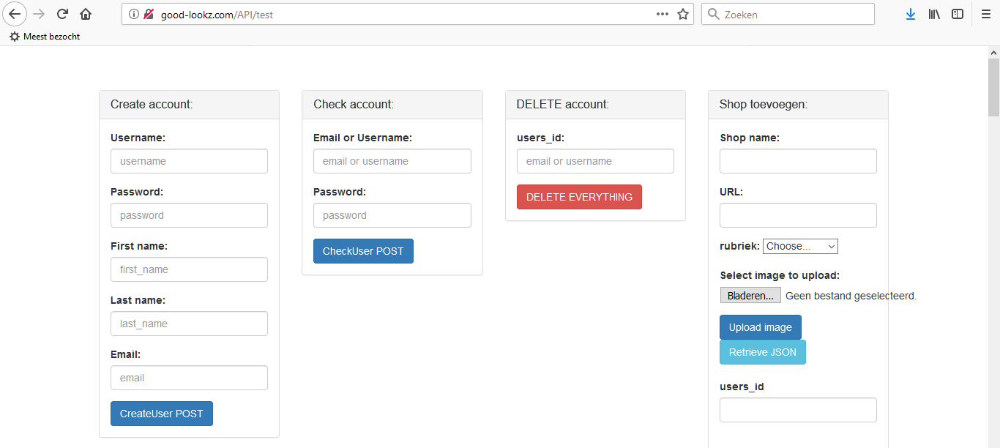 good-lookz.com/API/test
Zoeken
Meest bezocht
Create account:
Username:
username
Password:
password
First name:
first_name
Last name:
last_name
Email:
email
CreateUser POST
Check account:
Email or Username:
email or username
Password:
password
CheckUser POST
DELETE account:
users_id:
email or username
DELETE EVERYTHING
Shop toevoegen:
Shop name:
URL:
rubriek: Choose...
Select image to upload:
Bladeren... Geen bestand geselecteerd.
Upload image
Retrieve JSON
users_id